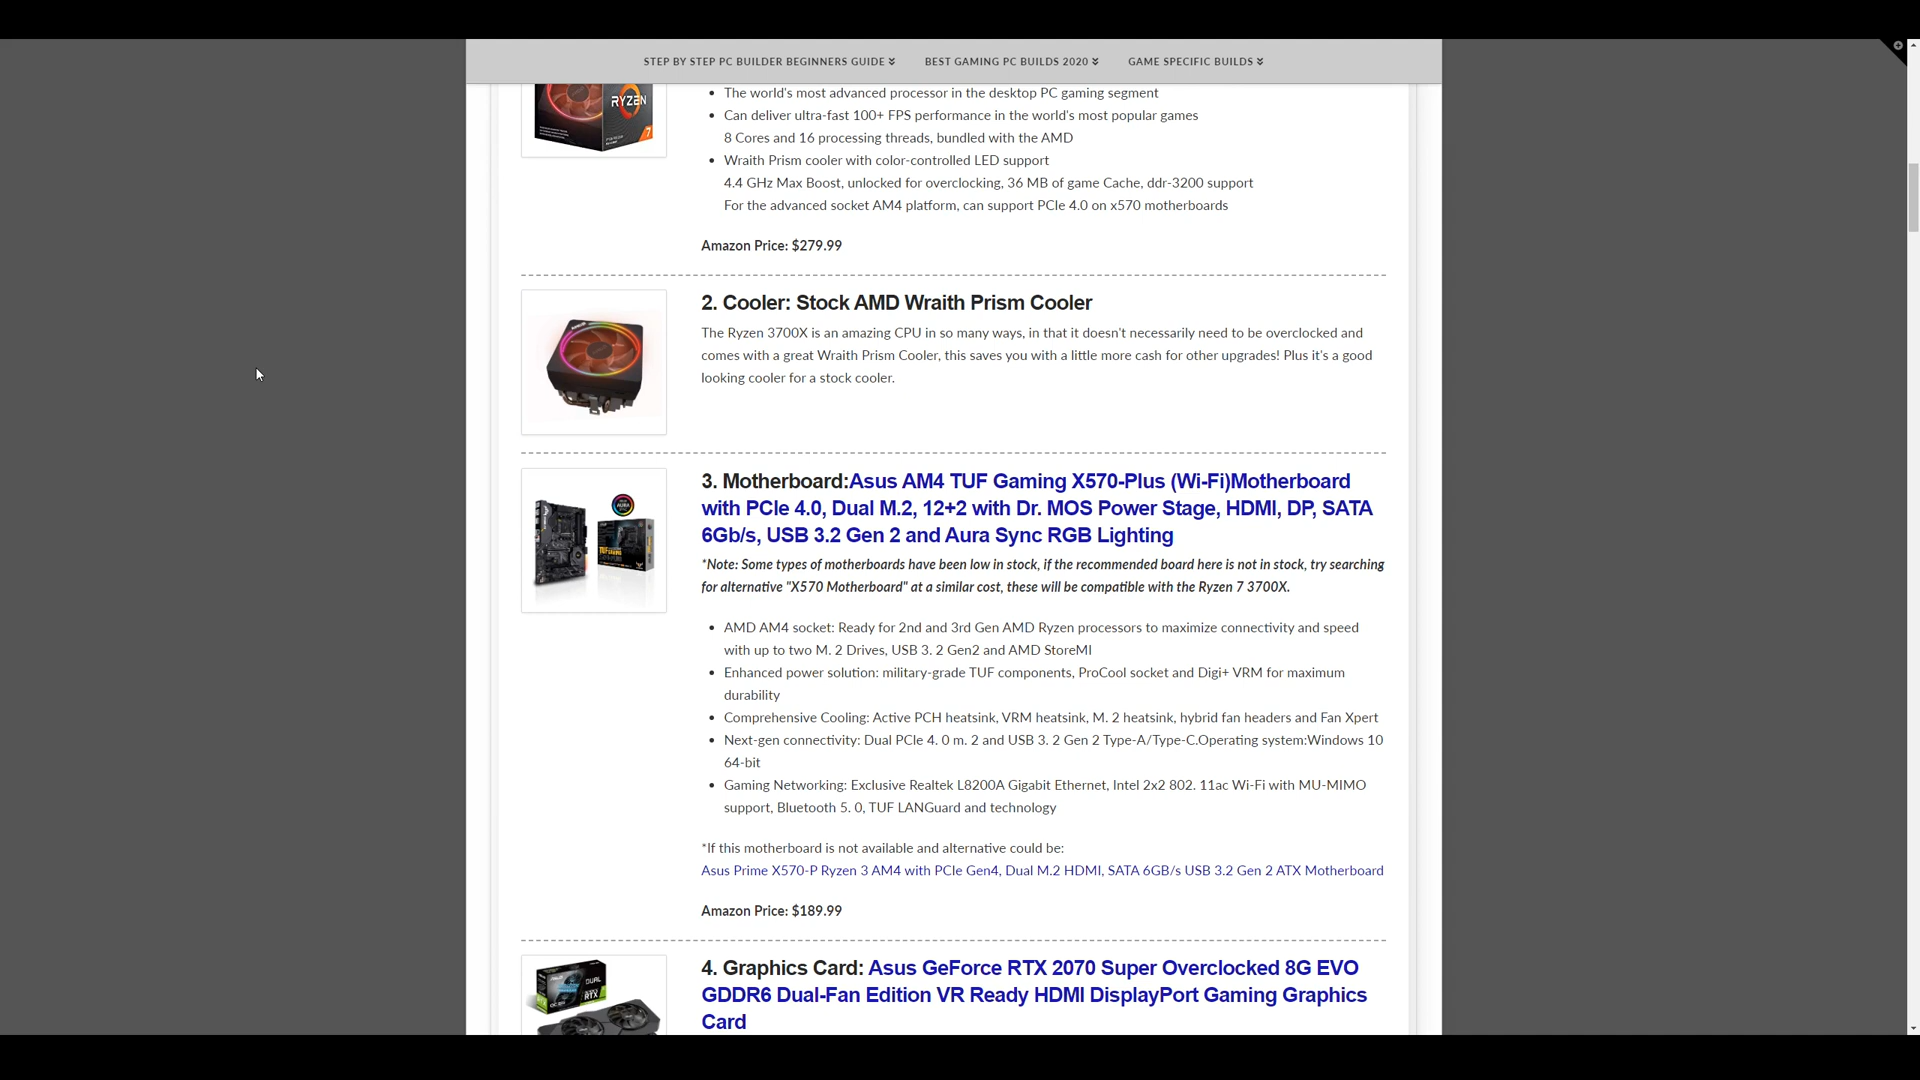 STEP BY STEP PC BUILDER BEGINNERS GUIDE
BEST GAMING PC BUILDS 2020
GAME SPECIFIC BUILDS
RYZEN
7
The world's most advanced processor in the desktop PC gaming segment
Can deliver ultra-fast 100+ FPS performance in the world's most popular games
8 Cores and 16 processing threads, bundled with the AMD
Wraith Prism cooler with color-controlled LED support
4.4 GHz Max Boost, unlocked for overclocking, 36 MB of game Cache, ddr-3200 support
For the advanced socket AM4 platform, can support PCIe 4.0 on x570 motherboards
Amazon Price: $279.99
2. Cooler: Stock AMD Wraith Prism Cooler
The Ryzen 3700X is an amazing CPU in so many ways, in that it doesn't necessarily need to be overclocked and
comes with a great Wraith Prism Cooler, this saves you with a little more cash for other upgrades! Plus it's a good
looking cooler for a stock cooler.
3. Motherboard:Asus AM4 TUF Gaming X570-Plus (Wi-Fi)Motherboard
with PCIe 4.0, Dual M.2, 12+2 with Dr. MOS Power Stage, HDMI, DP, SATA
6Gb/s, USB 3.2 Gen 2 and Aura Sync RGB Lighting
*Note: Some types of motherboards have been low in stock, if the recommended board here is not in stock, try searching
for alternative "X570 Motherboard" at a similar cost, these will be compatible with the Ryzen 7 3700X.
AMD AM4 socket: Ready for 2nd and 3rd Gen AMD Ryzen processors to maximize connectivity and speed
with up to two M. 2 Drives, USB 3. 2 Gen2 and AMD StoreMI
Enhanced power solution: military-grade TUF components, ProCool socket and Digi+ VRM for maximum
durability
Comprehensive Cooling: Active PCH heatsink, VRM heatsink, M. 2 heatsink, hybrid fan headers and Fan Xpert
Next-gen connectivity: Dual PCIe 4. 0 m. 2 and USB 3. 2 Gen 2 Type-A/Type-C.Operating system:Windows 10
64-bit
Gaming Networking: Exclusive Realtek L8200A Gigabit Ethernet, Intel 2x2 802. 11ac Wi-Fi with MU-MIMO
support, Bluetooth 5. 0, TUF LANGuard and technology
*If this motherboard is not available and alternative could be:
Asus Prime X570-P Ryzen 3 AM4 with PCIe Gen4, Dual M.2 HDMI, SATA 6GB/s USB 3.2 Gen 2 ATX Motherboard
Amazon Price: $189.99
DUAL
RTX
4. Graphics Card: Asus GeForce RTX 2070 Super Overclocked 8G EVO
GDDR6 Dual-Fan Edition VR Ready HDMI DisplayPort Gaming Graphics
Card